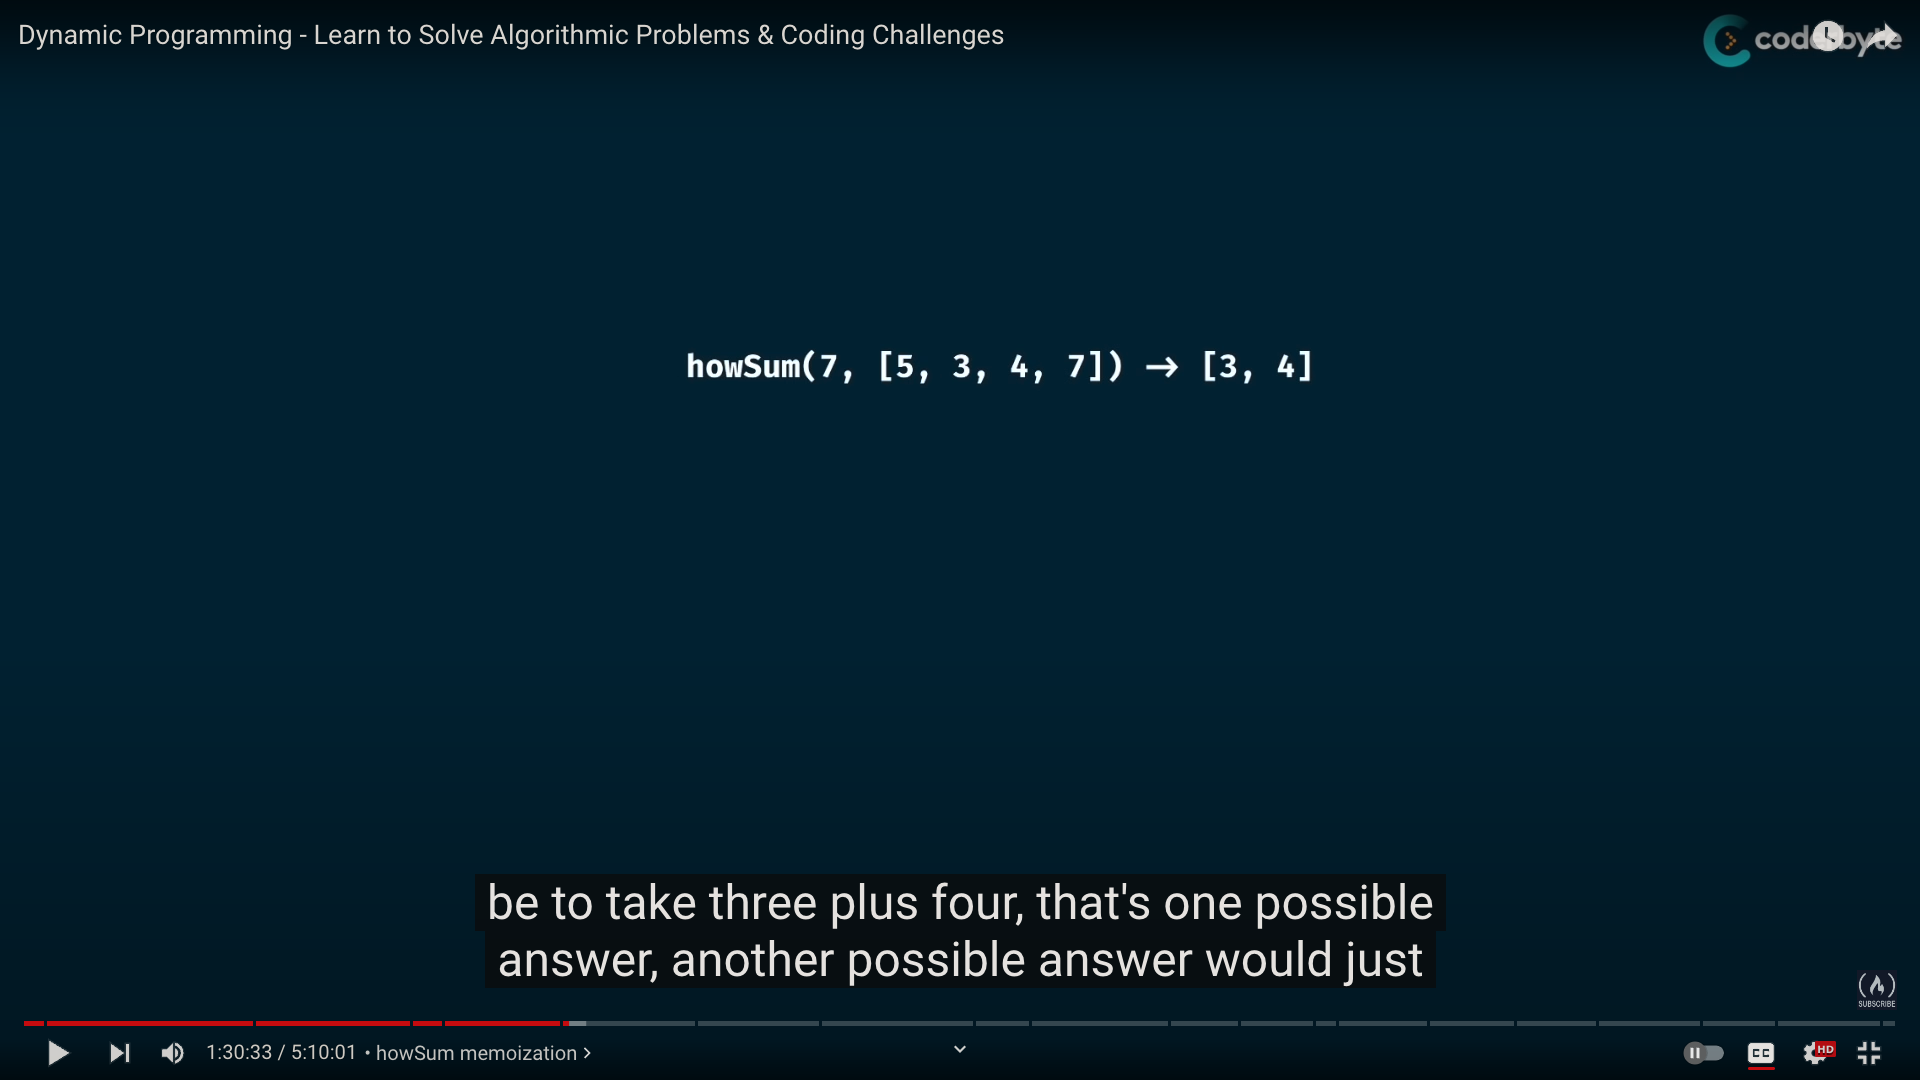 Dynamic Programming - Learn to Solve Algorithmic Problems & Coding Challenges
coderbyte
howSum(7, [5, 3, 4, 7]) → [3, 4]
be to take three plus four, that's one possible
answer, another possible answer would just
SUBSCRIBE
1:30:33 / 5:10:01 • howSum memoization >
CC
HD